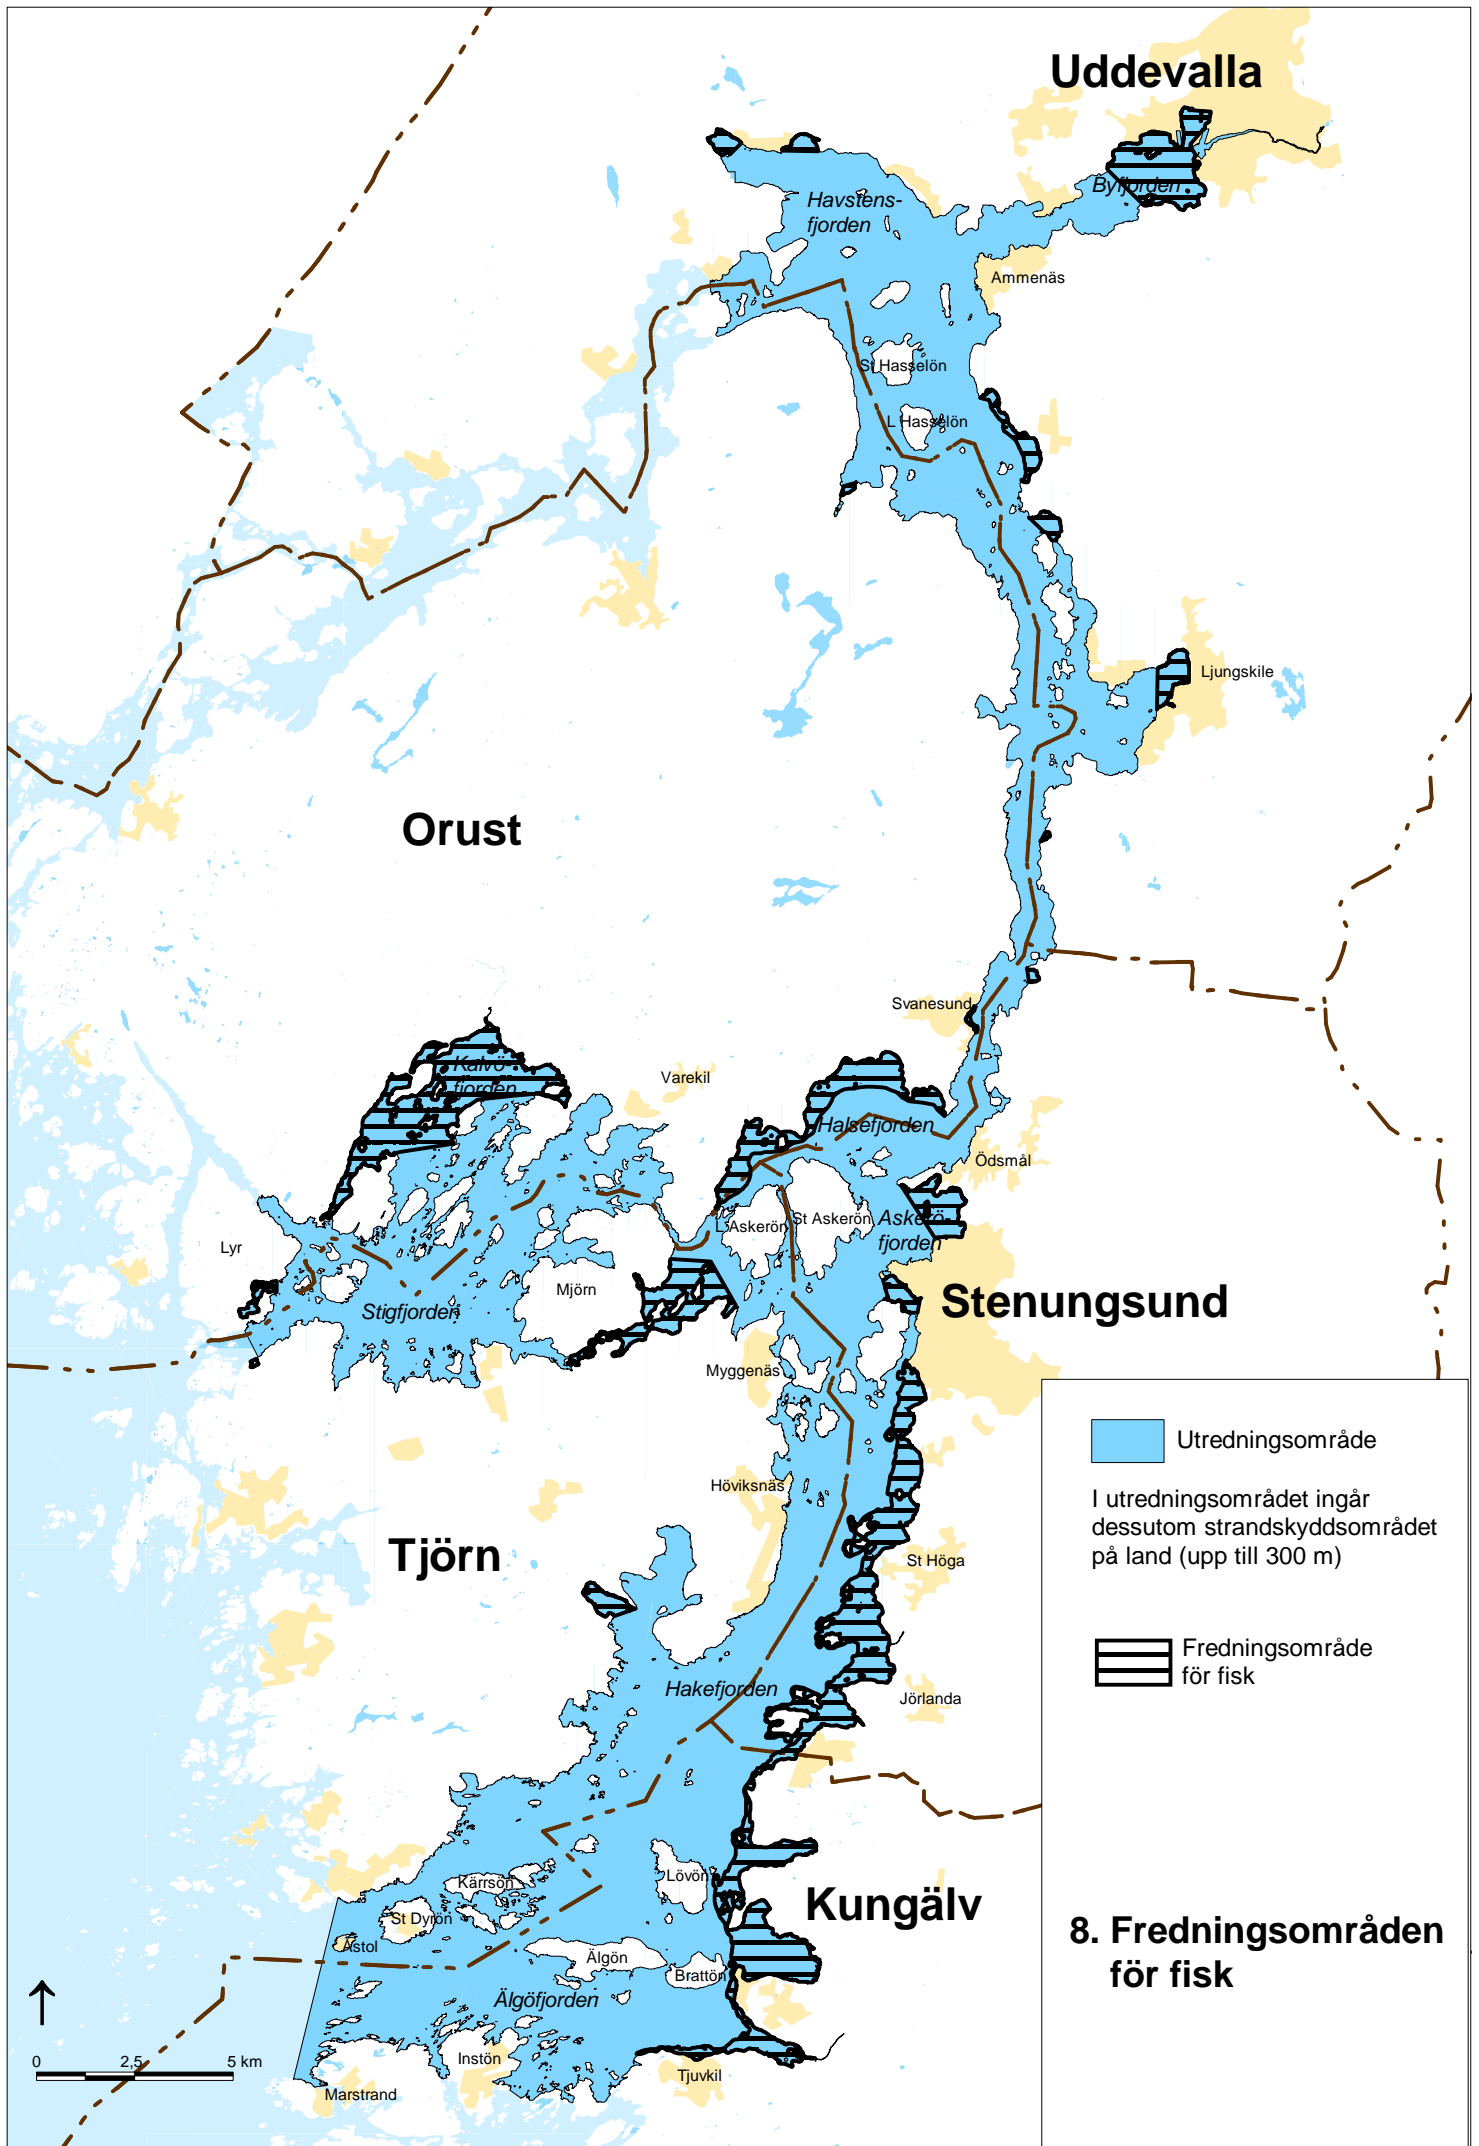 Uddevalla
Byfjorden
Havstens-
fjorden
Ammenäs
St Hasselön
L Hasselön
Ljungskile
Orust
Svanesund
Kalvö-
fjorden
Varekil
Halsefjorden
Ödsmål
L Askerön
St Askerön
Askerö-
fjorden
Lyr
Mjörn
Stigfjorden
Stenungsund
Myggenäs
Höviksnäs
Tjörn
St Höga
Hakefjorden
Jörlanda
Kärrsön
Lövön
St Dyrön
Åstol
Kungälv
Älgön
Brattön
Älgöfjorden
Instön
Tjuvkil
Marstrand
0 2,5 5 km
Utredningsområde
I utredningsområdet ingår
dessutom strandskyddsområdet
på land (upp till 300 m)
Fredningsområde
för fisk
8. Fredningsområden
för fisk